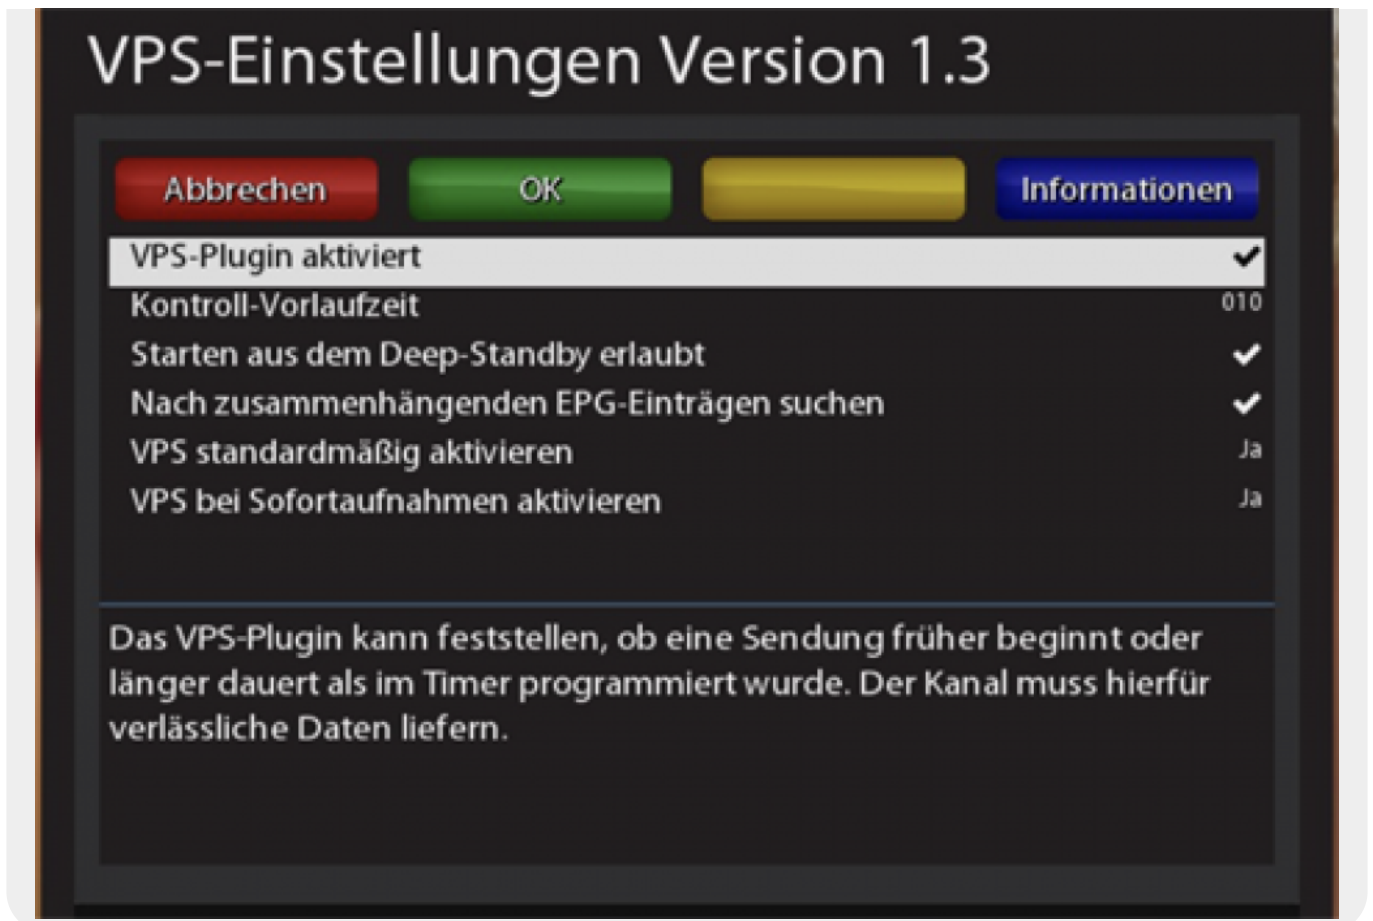 VPS-Einstellungen Version 1.3
Abbrechen OK Informationen
VPS-Plugin aktiviert ✔
Kontroll-Vorlaufzeit 010
Starten aus dem Deep-Standby erlaubt ✔
Nach zusammenhängenden EPG-Einträgen suchen ✔
VPS standardmäßig aktivieren Ja
VPS bei Sofortaufnahmen aktivieren Ja
Das VPS-Plugin kann feststellen, ob eine Sendung früher beginnt oder
länger dauert als im Timer programmiert wurde. Der Kanal muss hierfür
verlässliche Daten liefern.